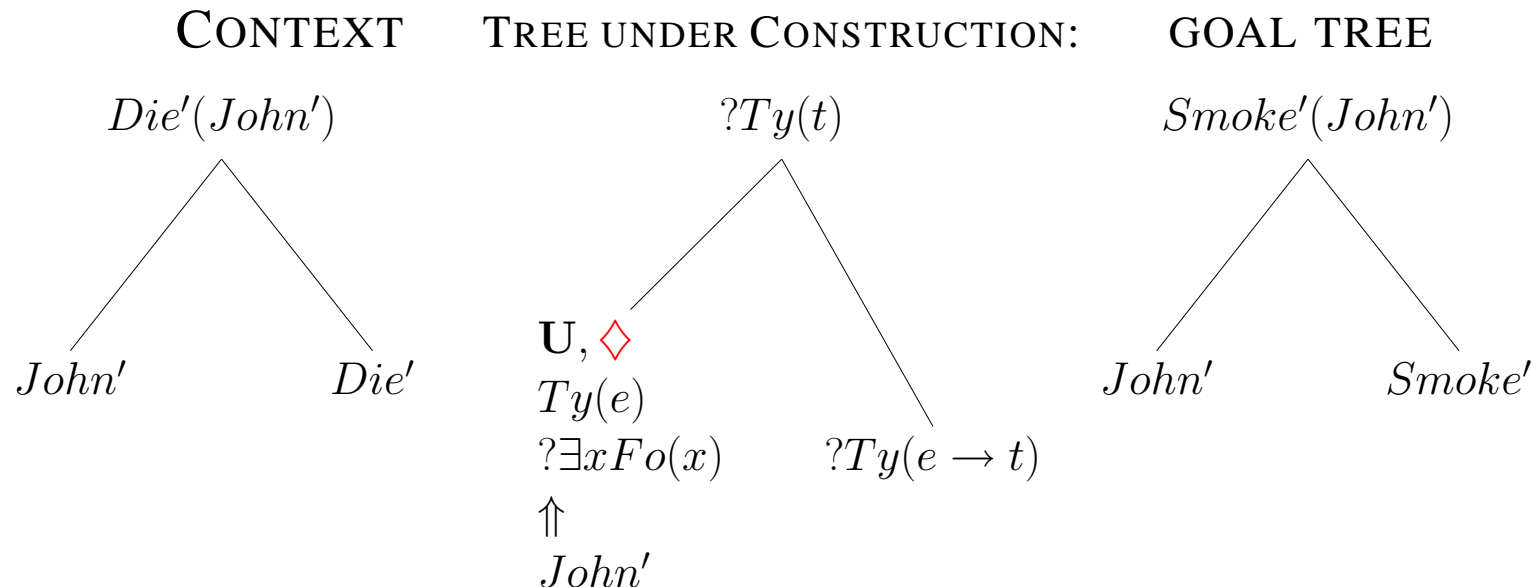 CONTEXT TREE UNDER CONSTRUCTION: GOAL TREE
Die′(John′) ?Ty(t) Smoke′(John′)
U, ◇
John′ Die′ John′ Smoke′
Ty(e)
?∃xFo(x) ?Ty(e → t)
⇑
John′